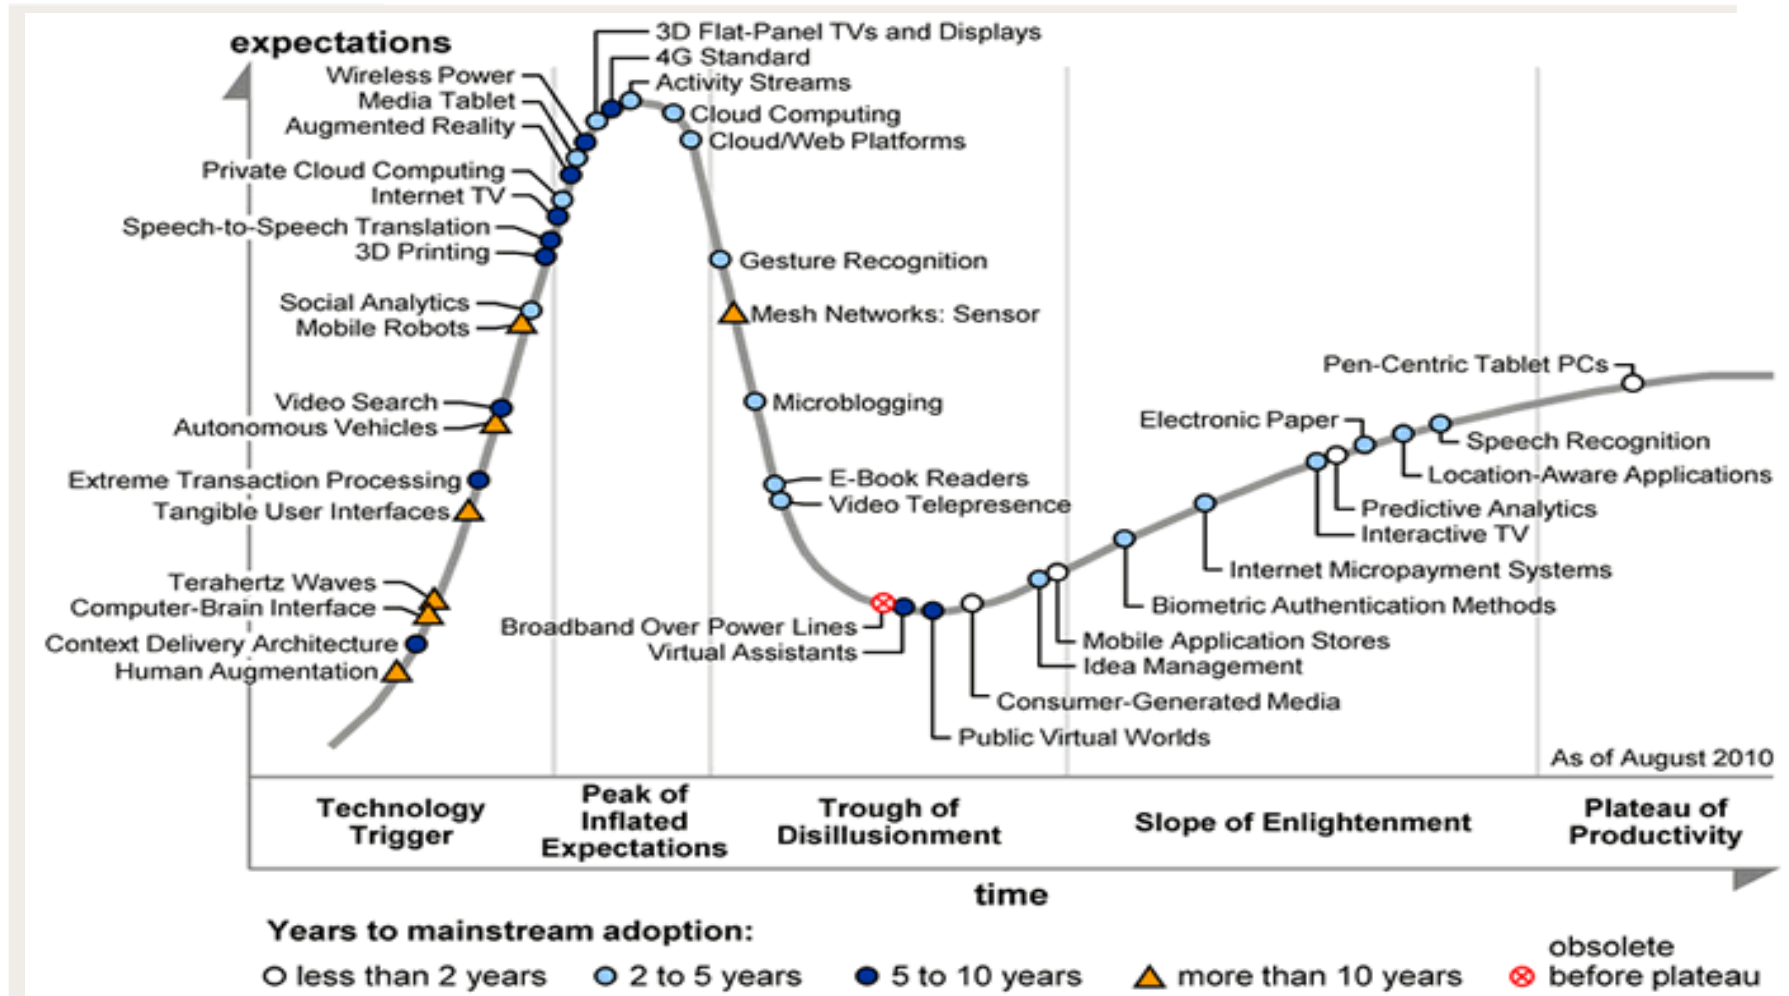 expectations
3D Flat-Panel TVs and Displays
4G Standard
Activity Streams
Wireless Power
Media Tablet
Augmented Reality
Cloud Computing
Cloud/Web Platforms
Private Cloud Computing
Internet TV
Speech-to-Speech Translation
3D Printing
Gesture Recognition
Social Analytics
Mobile Robots
Mesh Networks: Sensor
Video Search
Autonomous Vehicles
Microblogging
Extreme Transaction Processing
Tangible User Interfaces
E-Book Readers
Video Telepresence
Terahertz Waves
Computer-Brain Interface
Context Delivery Architecture
Human Augmentation
Broadband Over Power Lines
Virtual Assistants
Pen-Centric Tablet PCs
Electronic Paper
Speech Recognition
Location-Aware Applications
Predictive Analytics
Interactive TV
Internet Micropayment Systems
Biometric Authentication Methods
Mobile Application Stores
Idea Management
Consumer-Generated Media
Public Virtual Worlds
As of August 2010
Technology
Trigger
Peak of
Inflated
Expectations
Trough of
Disillusionment
Slope of Enlightenment
Plateau of
Productivity
time
Years to mainstream adoption:
less than 2 years
2 to 5 years
5 to 10 years
more than 10 years
obsolete
before plateau